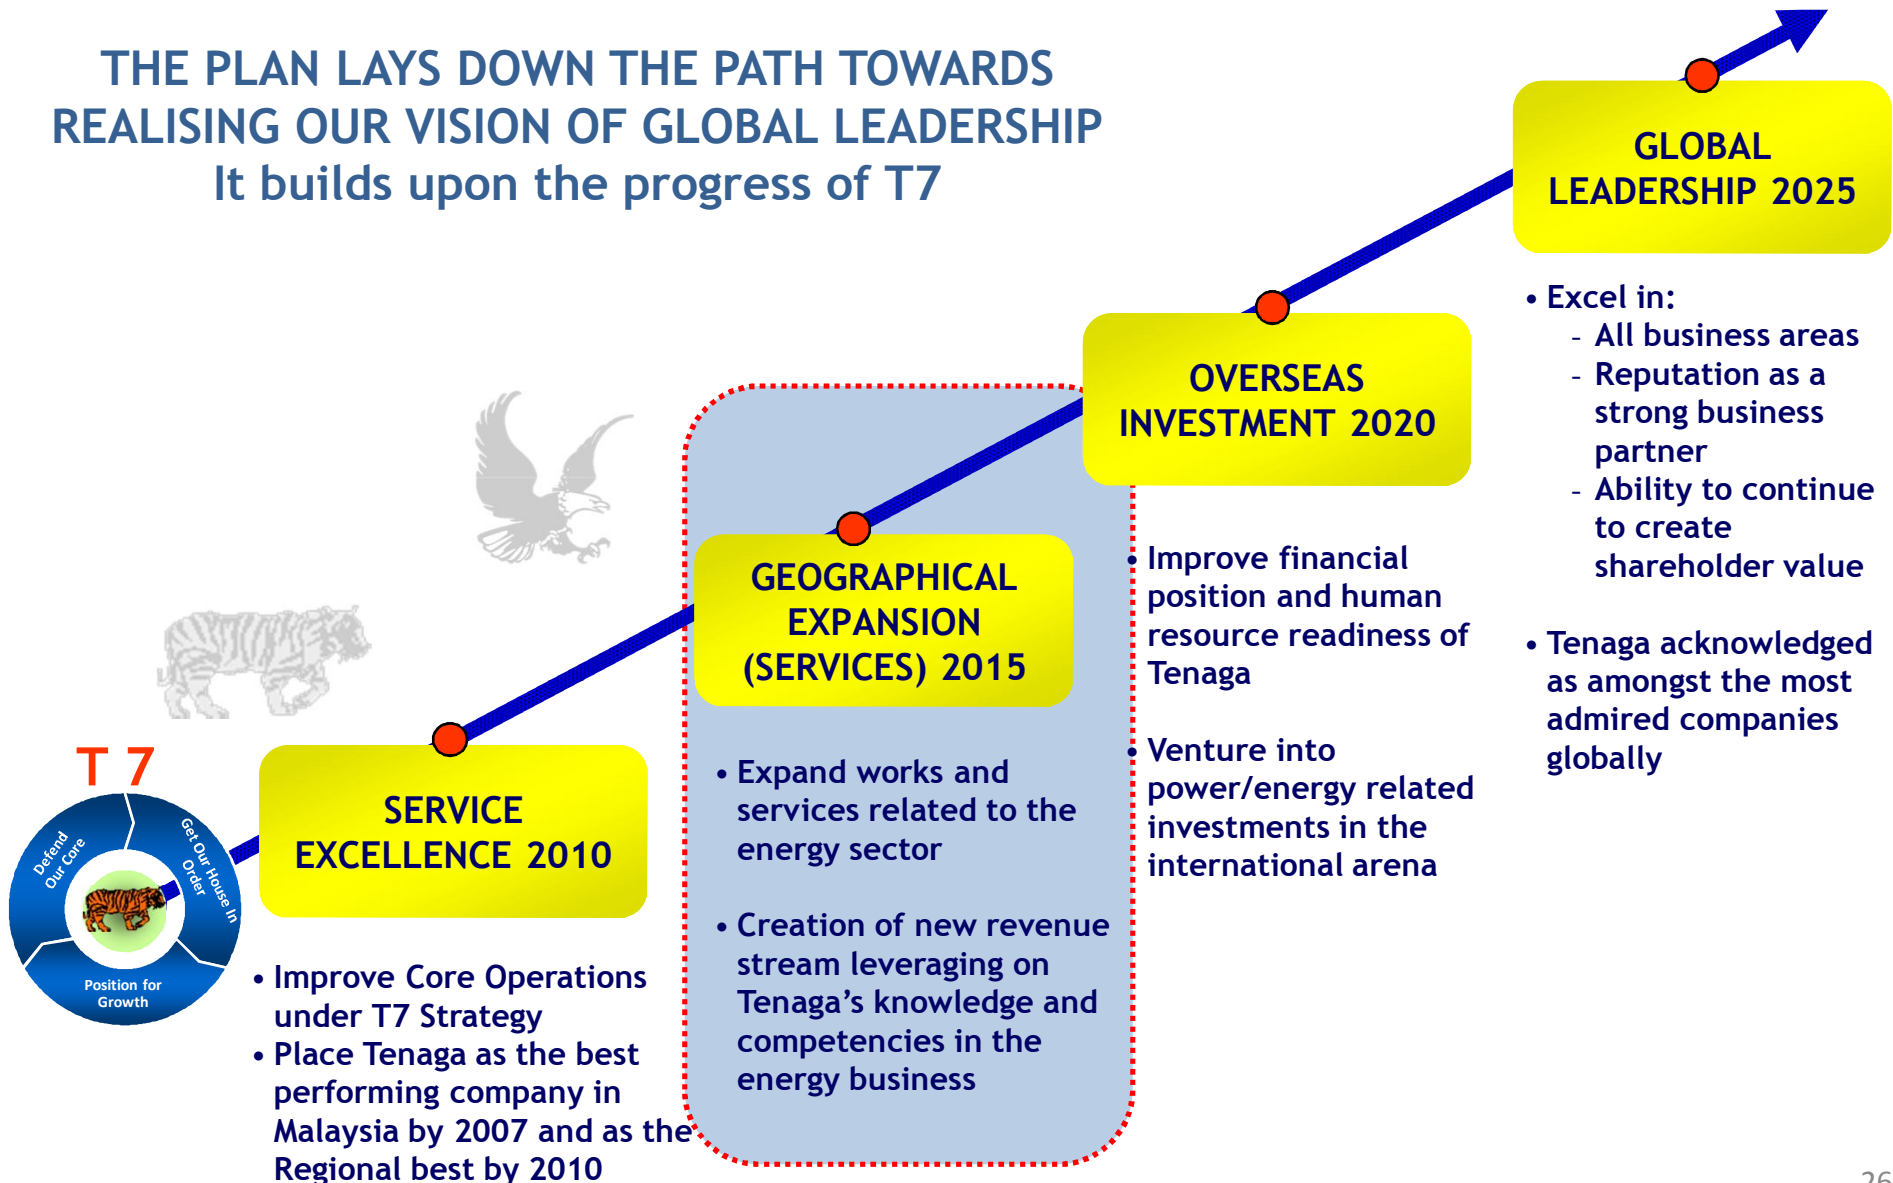 THE PLAN LAYS DOWN THE PATH TOWARDS
REALISING OUR VISION OF GLOBAL LEADERSHIP
It builds upon the progress of T7
T 7
Defend
Our Core
Get Our House In
Order
Position for
Growth
SERVICE
EXCELLENCE 2010
• Improve Core Operations
under T7 Strategy
• Place Tenaga as the best
performing company in
Malaysia by 2007 and as the
Regional best by 2010
GEOGRAPHICAL
EXPANSION
(SERVICES) 2015
• Expand works and
services related to the
energy sector
• Creation of new revenue
stream leveraging on
Tenaga’s knowledge and
competencies in the
energy business
OVERSEAS
INVESTMENT 2020
• Improve financial
position and human
resource readiness of
Tenaga
• Venture into
power/energy related
investments in the
international arena
GLOBAL
LEADERSHIP 2025
• Excel in:
- All business areas
- Reputation as a
strong business
partner
- Ability to continue
to create
shareholder value
• Tenaga acknowledged
as amongst the most
admired companies
globally
26